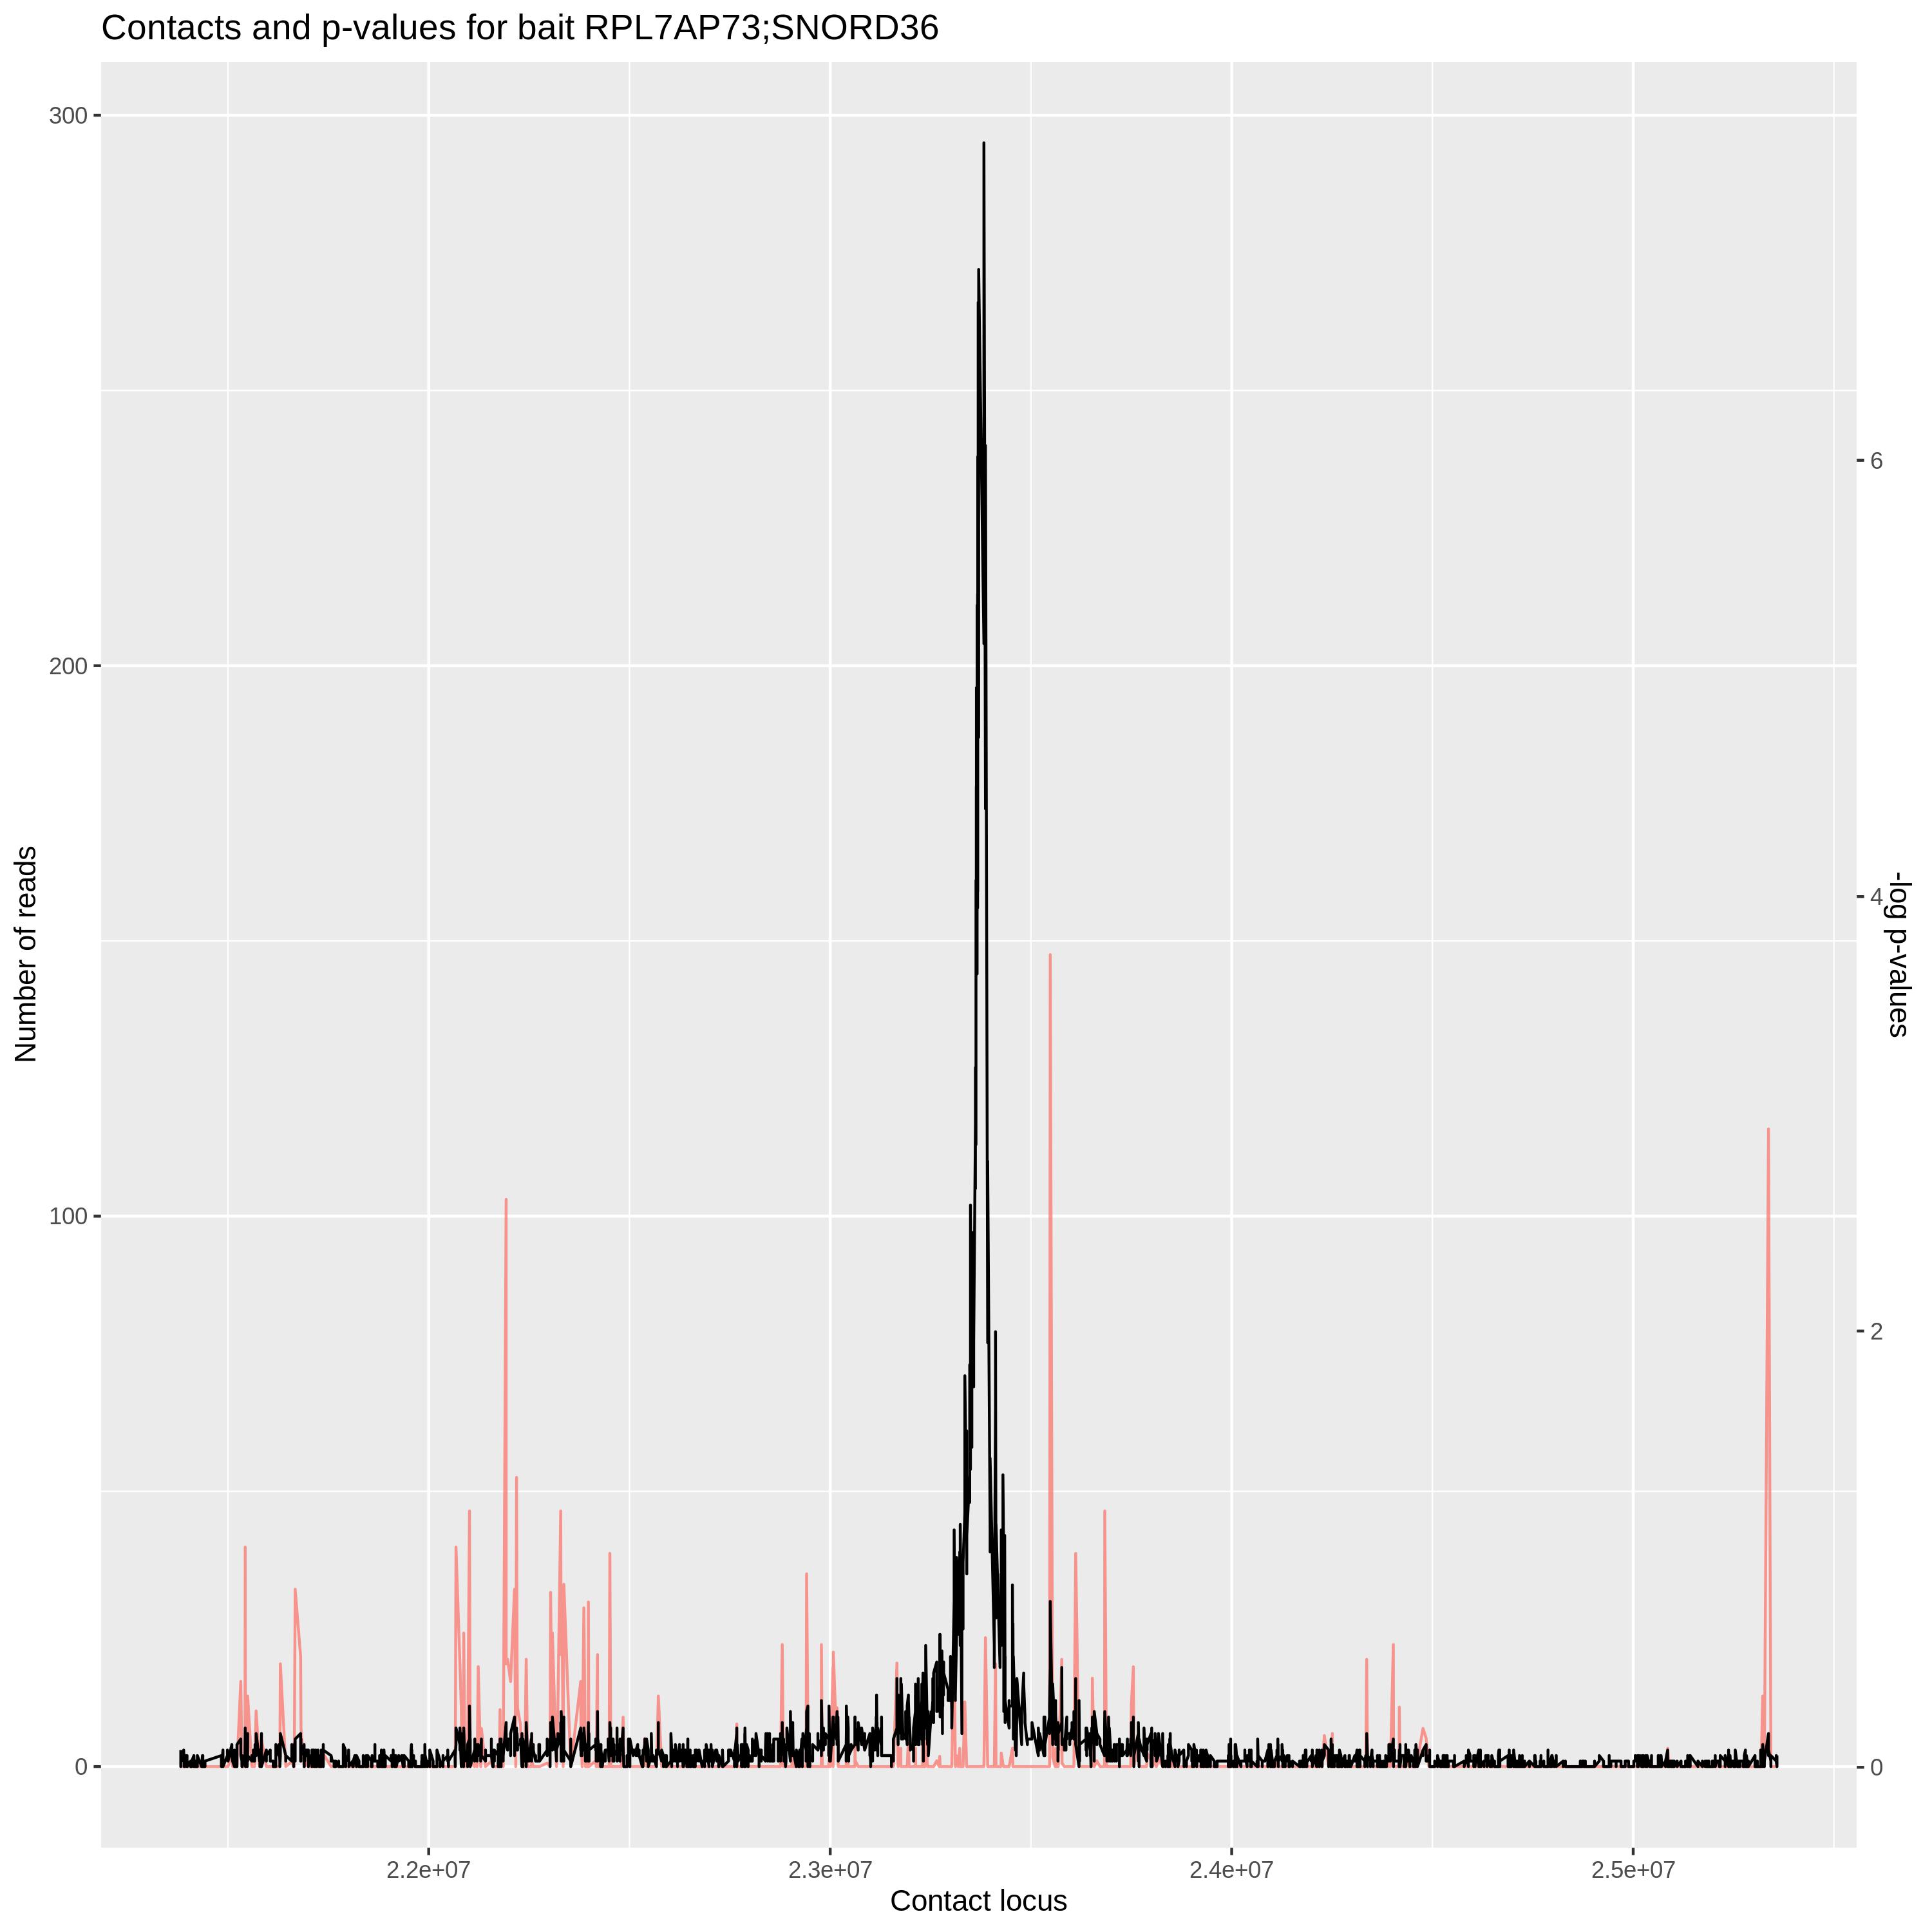 Contacts and p-values for bait RPL7AP73;SNORD36
300
200
100
0
Number of reads
6
4
2
0
-log p-values
2.2e+07
2.3e+07
2.4e+07
2.5e+07
Contact locus